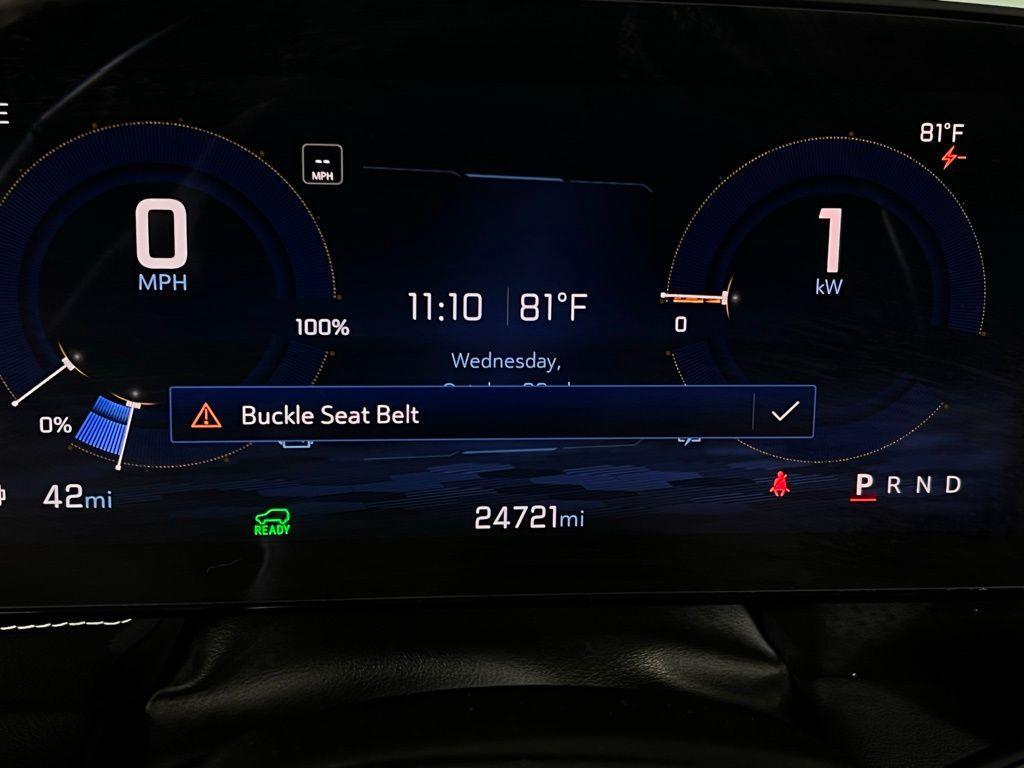 E
81°F
--
MPH
0
MPH
1
kW
11:10 81°F
100%
0
Wednesday,
Buckle Seat Belt
0%
P R N D
42mi
24721mi
READY